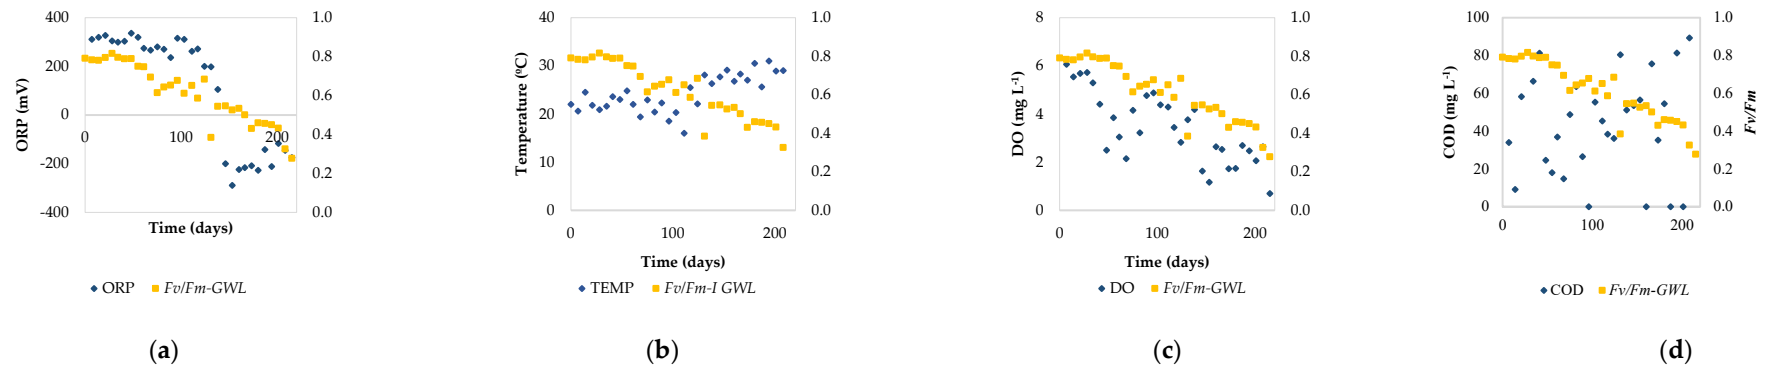 400
200
0
-200
-400
ORP (mV)
0
100
200
1.0
0.8
0.6
0.4
0.2
0.0
Time (days)
ORP
Fv/Fm-GWL
(a)
40
30
20
10
0
Temperature (ºC)
0
100
200
1.0
0.8
0.6
0.4
0.2
0.0
Time (days)
TEMP
Fv/Fm-I GWL
(b)
8
6
4
2
0
DO (mg L-1)
0
100
200
1.0
0.8
0.6
0.4
0.2
0.0
Time (days)
DO
Fv/Fm-GWL
(c)
100
80
60
40
20
0
COD (mg L-1)
0
100
200
1.0
0.8
0.6
0.4
0.2
0.0
Fv/Fm
Time (days)
COD
Fv/Fm-GWL
(d)